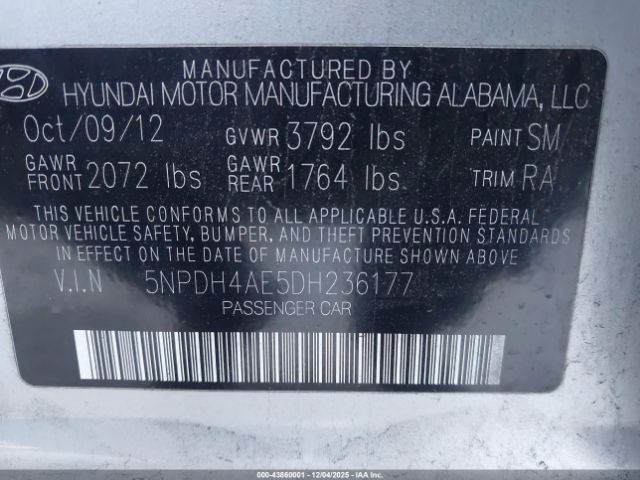 MANUFACTURED BY
HYUNDAI MOTOR MANUFACTURING ALABAMA, LLC
Oct/09/12 GVWR 3792 lbs PAINT SM
GAWR FRONT 2072 lbs GAWR REAR 1764 lbs TRIM RA
THIS VEHICLE CONFORMS TO ALL APPLICABLE U.S.A. FEDERAL
MOTOR VEHICLE SAFETY, BUMPER, AND THEFT PREVENTION STANDARDS
IN EFFECT ON THE DATE OF MANUFACTURE SHOWN ABOVE
V.I.N 5NPDH4AE5DH236177
PASSENGER CAR
000-43860001 - 12/04/2025 - COPYRIGHT IAA, LLC